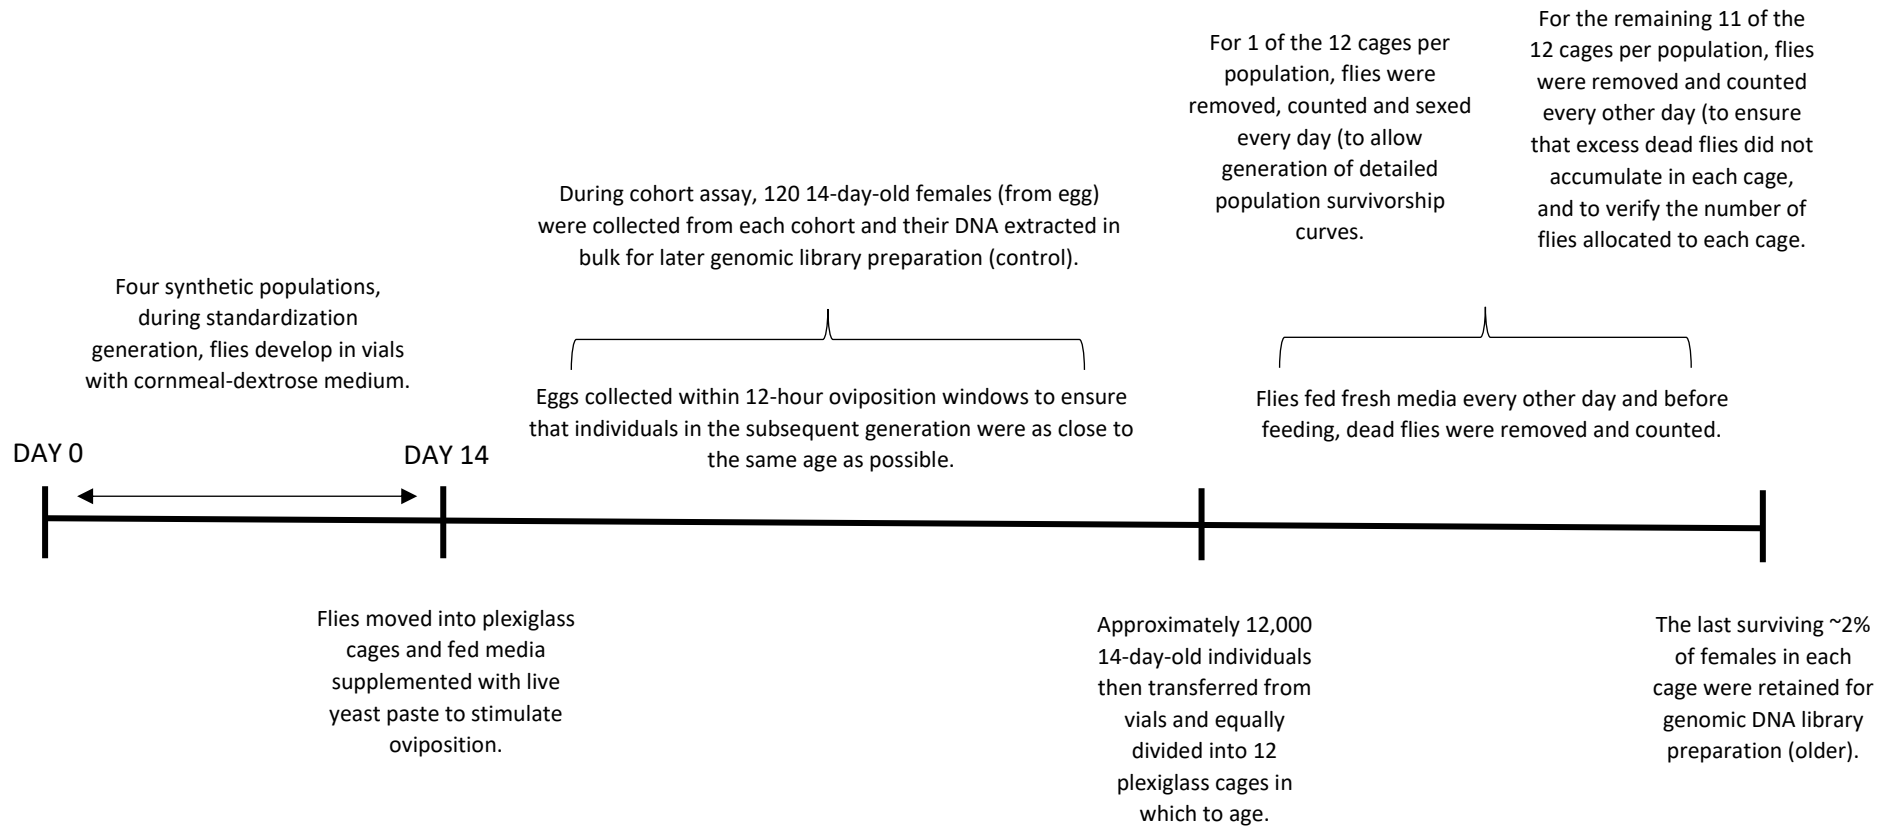 Four synthetic populations,
during standardization
generation, flies develop in vials
with cornmeal-dextrose medium.
DAY 0
DAY 14
Flies moved into plexiglass
cages and fed media
supplemented with live
yeast paste to stimulate
oviposition.
During cohort assay, 120 14-day-old females (from egg)
were collected from each cohort and their DNA extracted in
bulk for later genomic library preparation (control).
Eggs collected within 12-hour oviposition windows to ensure
that individuals in the subsequent generation were as close to
the same age as possible.
Approximately 12,000
14-day-old individuals
then transferred from
vials and equally
divided into 12
plexiglass cages in
which to age.
For 1 of the 12 cages per
population, flies were
removed, counted and sexed
every day (to allow
generation of detailed
population survivorship
curves.
For the remaining 11 of the
12 cages per population, flies
were removed and counted
every other day (to ensure
that excess dead flies did not
accumulate in each cage,
and to verify the number of
flies allocated to each cage.
Flies fed fresh media every other day and before
feeding, dead flies were removed and counted.
The last surviving ~2%
of females in each
cage were retained for
genomic DNA library
preparation (older).